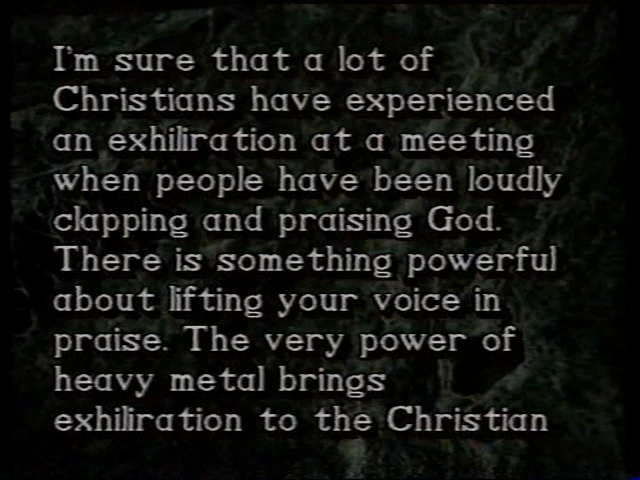 I'm sure that a lot of
Christians have experienced
an exhiliration at a meeting
when people have been loudly
clapping and praising God.
There is something powerful
about lifting your voice in
praise. The very power of
heavy metal brings
exhiliration to the Christian